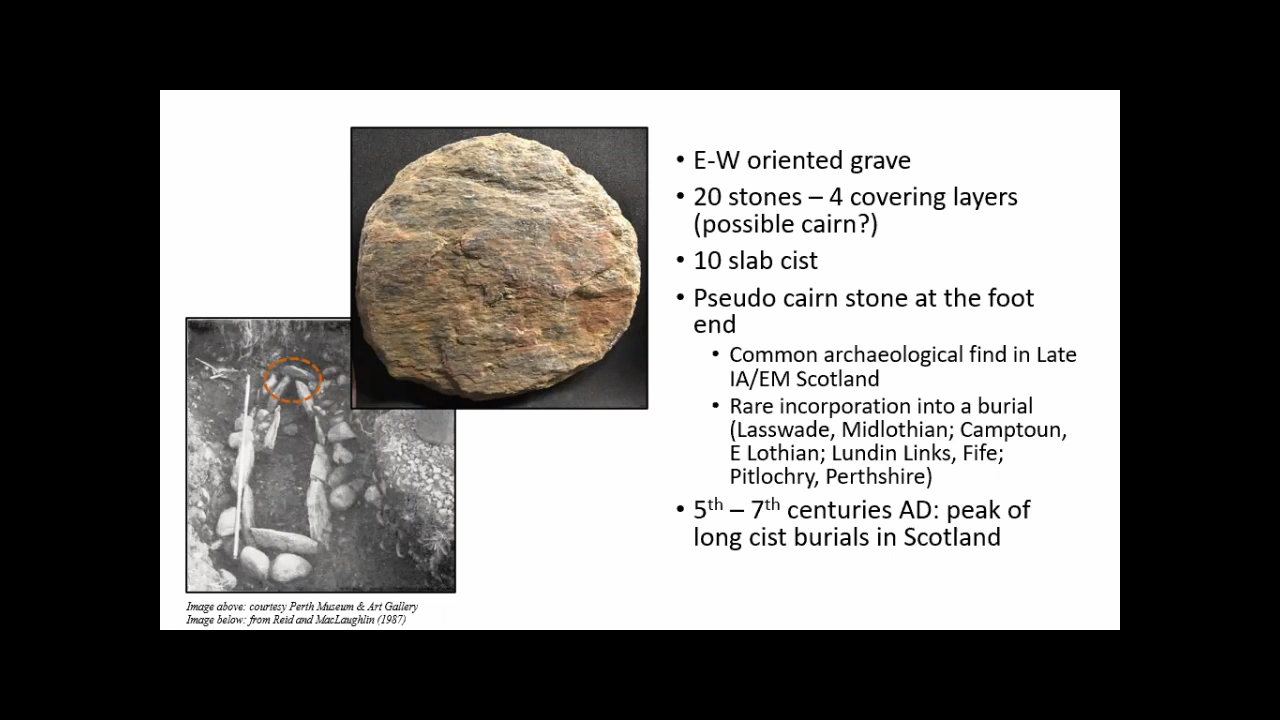 • E-W oriented grave
• 20 stones – 4 covering layers
(possible cairn?)
• 10 slab cist
• Pseudo cairn stone at the foot
end
• Common archaeological find in Late
IA/EM Scotland
• Rare incorporation into a burial
(Lasswade, Midlothian; Camptoun,
E Lothian; Lundin Links, Fife;
Pitlochry, Perthshire)
• 5th – 7th centuries AD: peak of
long cist burials in Scotland
Image above: courtesy Perth Museum & Art Gallery
Image below: from Reid and MacLaughlin (1987)